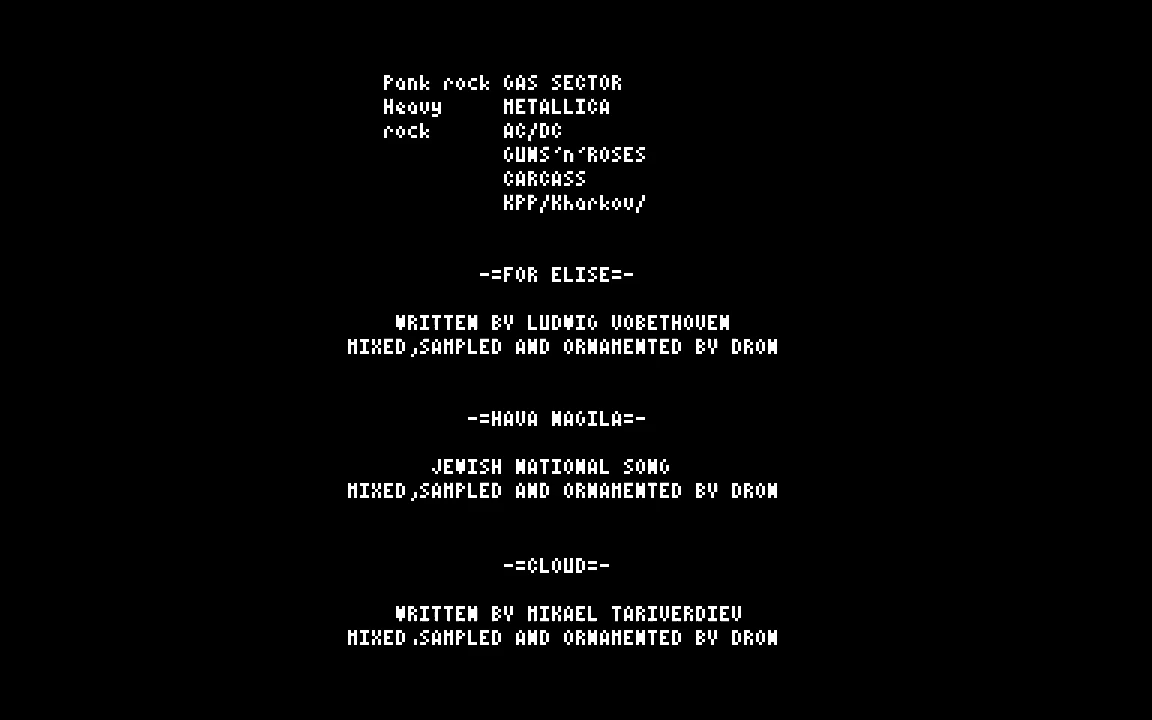 Pank rock GAS SECTOR
Heavy METALLICA
rock AC/DC
GUNS'n'ROSES
CARCASS
KPP/Kharkov/
-=FOR ELISE=-
WRITTEN BY LUDWIG VOBETHOVEN
MIXED,SAMPLED AND ORNAMENTED BY DRON
-=HAVA NAGILA=-
JEWISH NATIONAL SONG
MIXED,SAMPLED AND ORNAMENTED BY DRON
-=CLOUD=-
WRITTEN BY MIKAEL TARIVERDIEV
MIXED,SAMPLED AND ORNAMENTED BY DRON